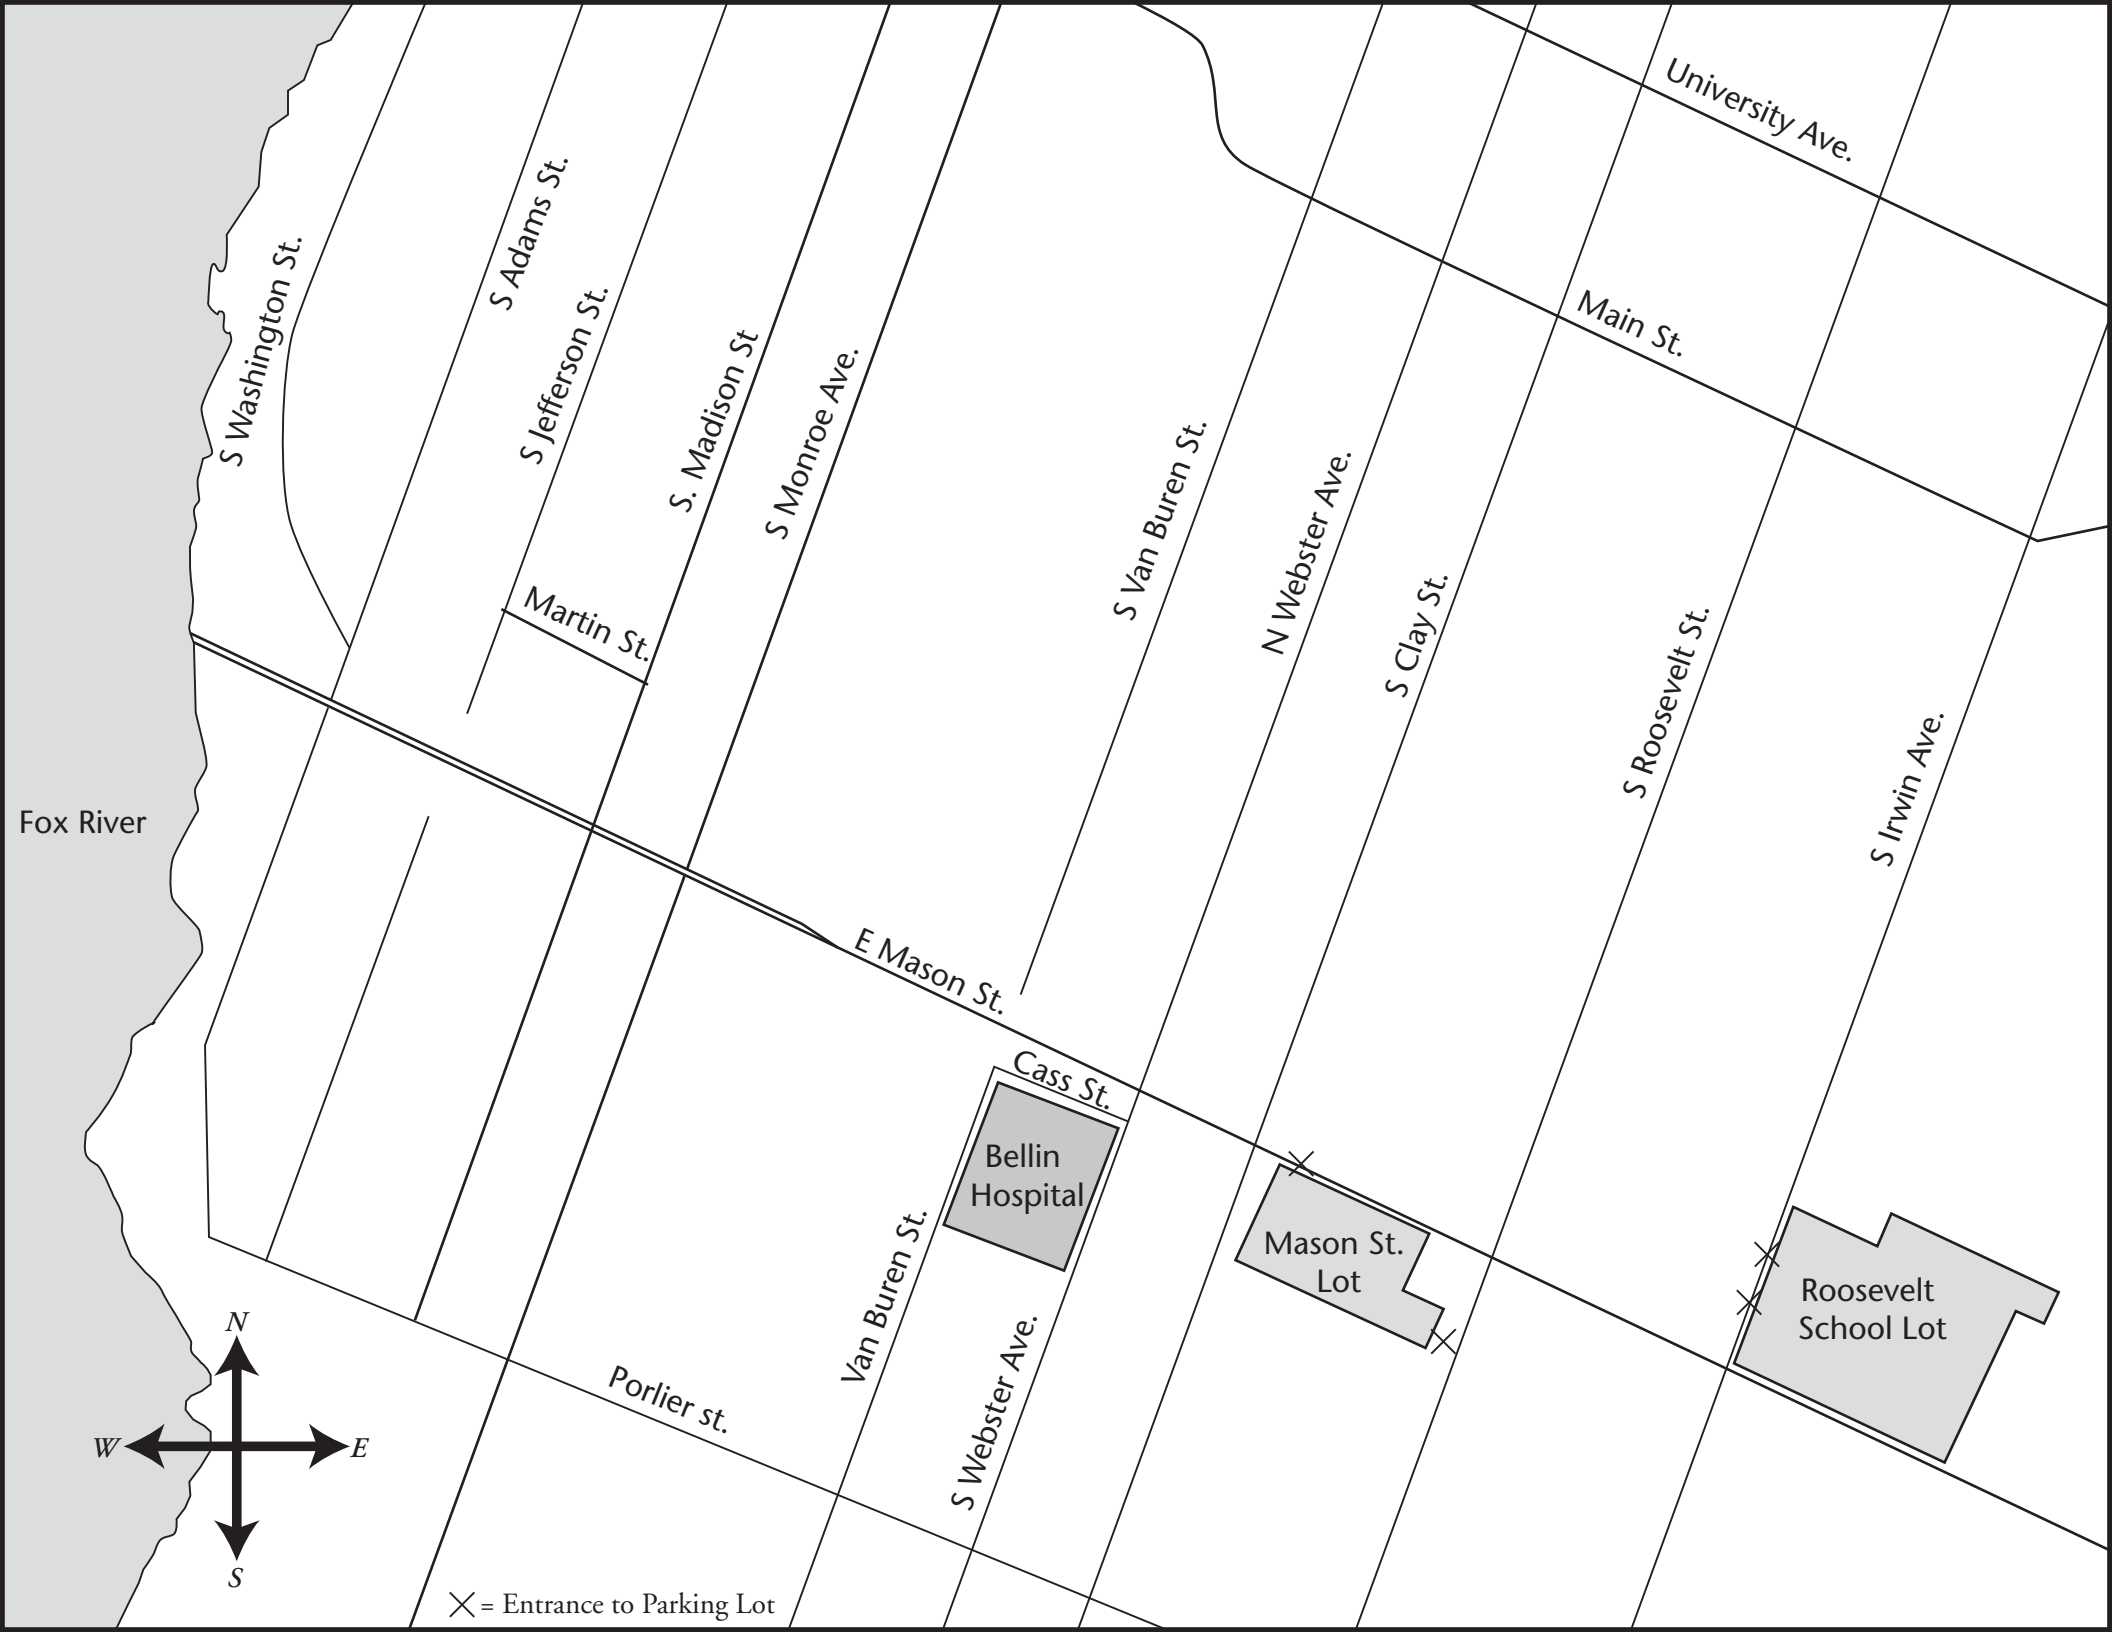 University Ave.
S Adams St.
S Washington St.
S Jefferson St.
Main St.
S. Madison St
S Monroe Ave.
S Van Buren St.
N Webster Ave.
S Clay St.
Martin St.
S Roosevelt St.
S Irwin Ave.
Fox River
E Mason St.
Cass St.
Bellin
Hospital
Mason St.
Lot
Roosevelt
School Lot
Van Buren St.
S Webster Ave.
Porlier st.
N
W
E
S
= Entrance to Parking Lot